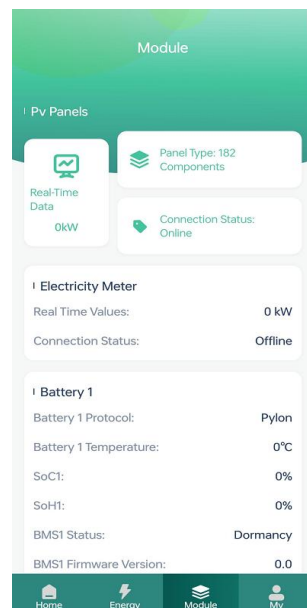 Module
Pv Panels
Real-Time
Data
0kW
Panel Type: 182
Components
Connection Status:
Online
Electricity Meter
Real Time Values: 0 kW
Connection Status: Offline
Battery 1
Battery 1 Protocol: Pylon
Battery 1 Temperature: 0°C
SoC1: 0%
SoH1: 0%
BMS1 Status: Dormancy
BMS1 Firmware Version: 0.0
Home Energy Module My